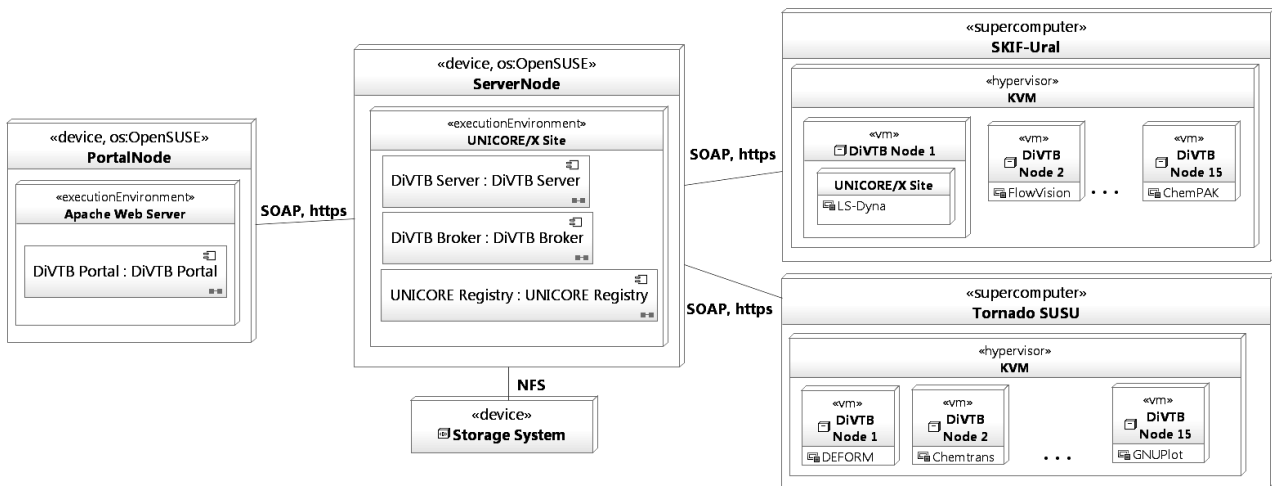 «device, os:OpenSUSE»
PortalNode
«executionEnvironment»
Apache Web Server
DiVTB Portal : DiVTB Portal
SOAP, https
«device, os:OpenSUSE»
ServerNode
«executionEnvironment»
UNICORE/X Site
DiVTB Server : DiVTB Server
DiVTB Broker : DiVTB Broker
UNICORE Registry : UNICORE Registry
NFS
«device»
Storage System
SOAP, https
SOAP, https
«supercomputer»
SKIF-Ural
«hypervisor»
KVM
«vm»
DiVTB Node 1
UNICORE/X Site
LS-Dyna
«vm»
DiVTB
Node 2
FlowVision
• • •
«vm»
DiVTB
Node 15
ChemPAK
«supercomputer»
Tornado SUSU
«hypervisor»
KVM
«vm»
DiVTB
Node 1
DEFORM
«vm»
DiVTB
Node 2
Chemtrans
• • •
«vm»
DiVTB
Node 15
GNUPlot